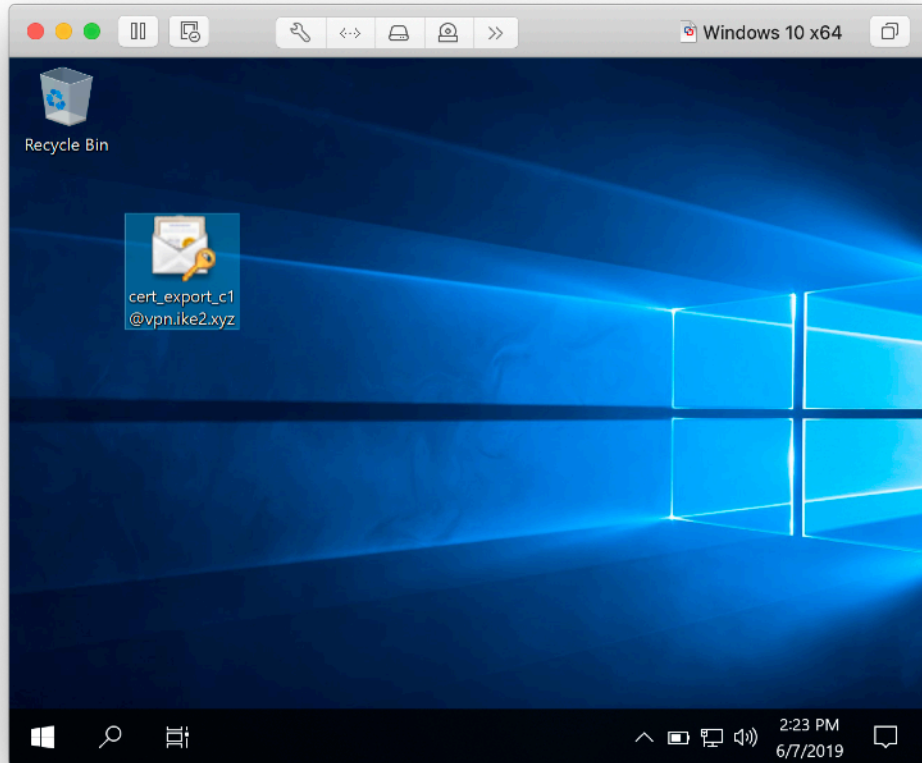 Windows 10 x64
Recycle Bin
cert_export_c1
@vpn.ike2.xyz
2:23 PM
6/7/2019